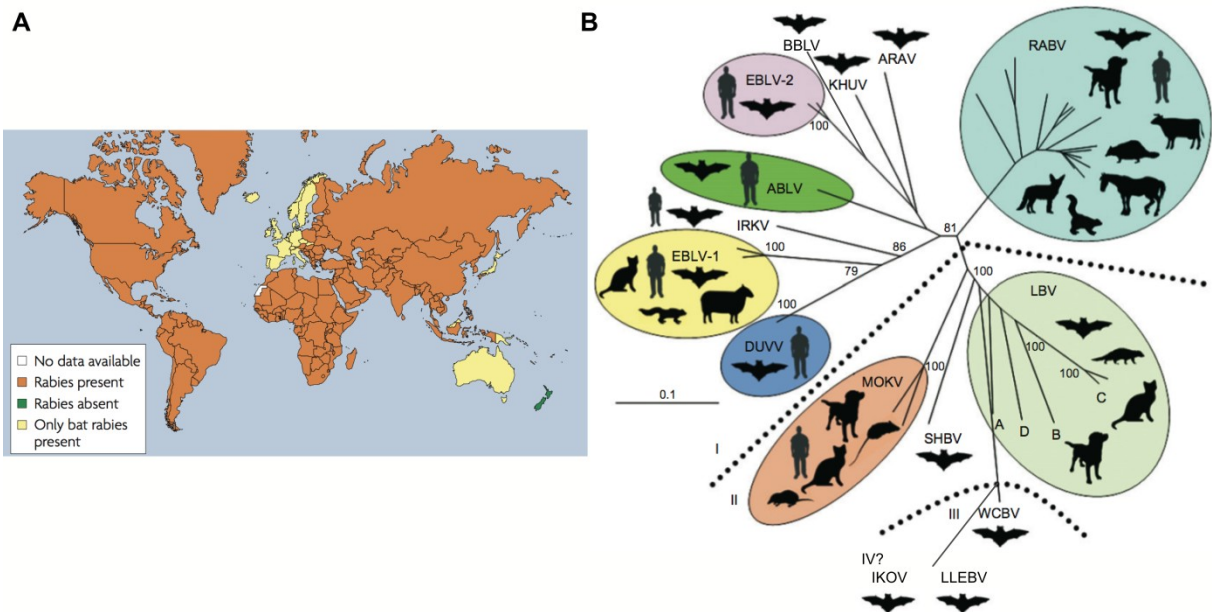 A
No data available
Rabies present
Rabies absent
Only bat rabies
present
B
BBLV
ARAV
KHUV
EBLV-2
100
RABV
ABLV
IRKV
81
86
EBLV-1
100
79
100
100
DUVV
LBV
0.1
MOKV
100
100
100
C
A
D
B
SHBV
I
II
III
WCBV
IV?
IKOV
LLEBV